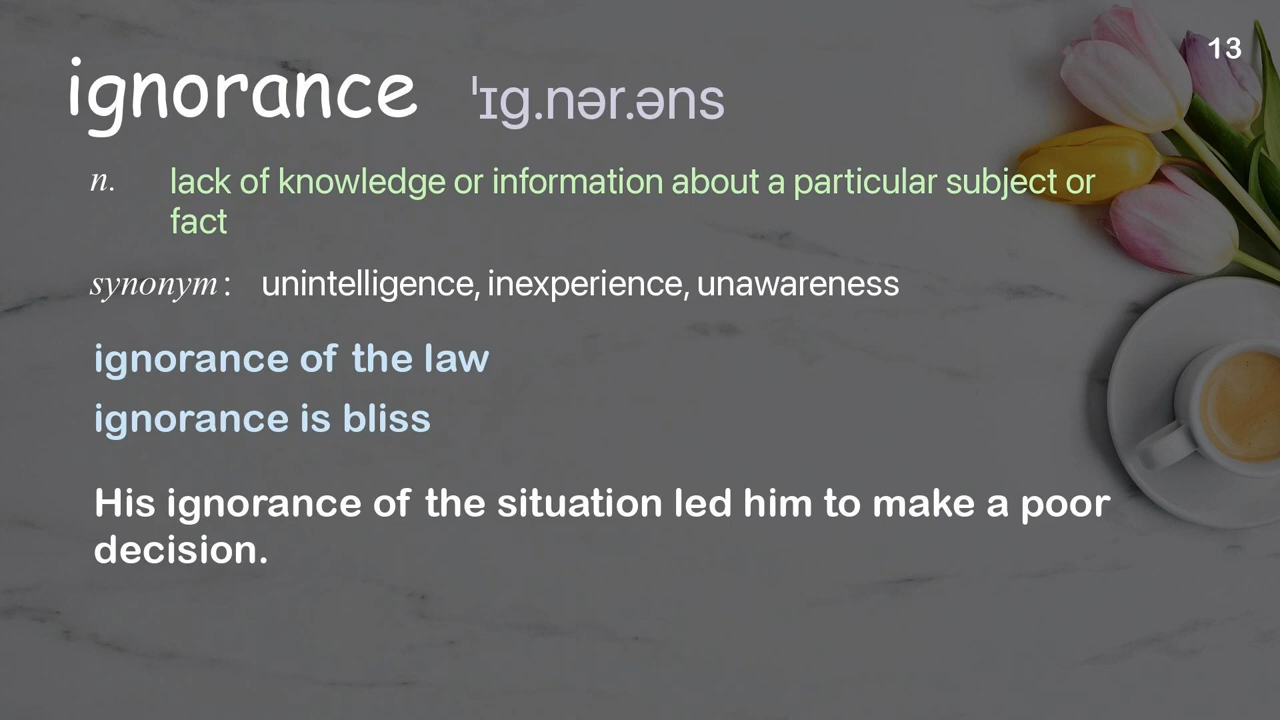 13
ignorance ˈɪg.nər.əns
n. lack of knowledge or information about a particular subject or
fact
synonym: unintelligence, inexperience, unawareness
ignorance of the law
ignorance is bliss
His ignorance of the situation led him to make a poor
decision.